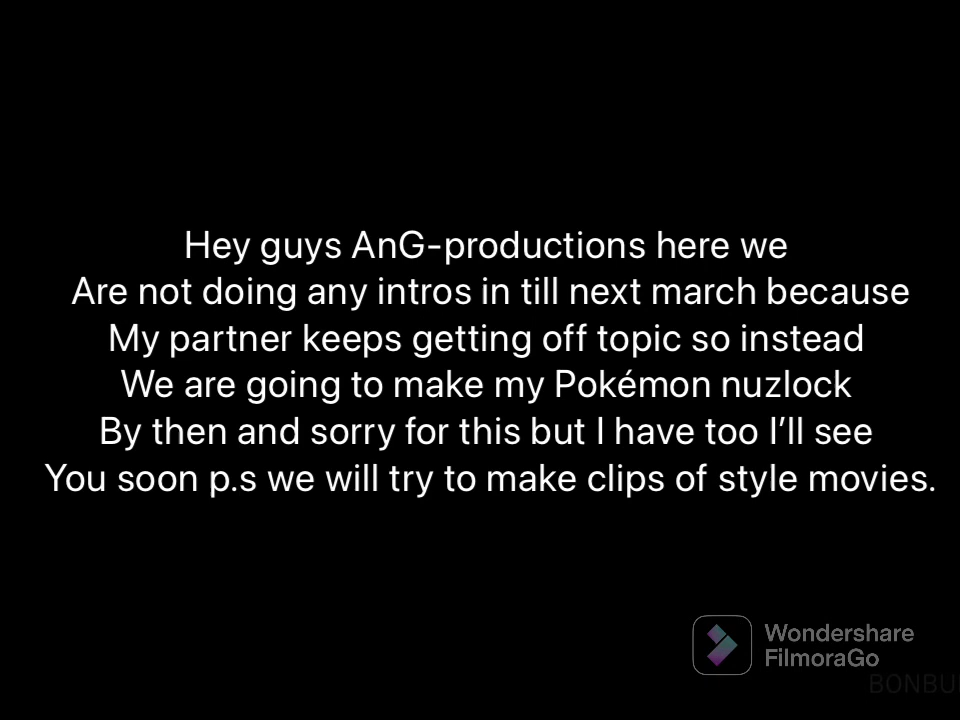 Hey guys AnG-productions here we
Are not doing any intros in till next march because
My partner keeps getting off topic so instead
We are going to make my Pokémon nuzlock
By then and sorry for this but I have too I’ll see
You soon p.s we will try to make clips of style movies.
Wondershare
FilmoraGo